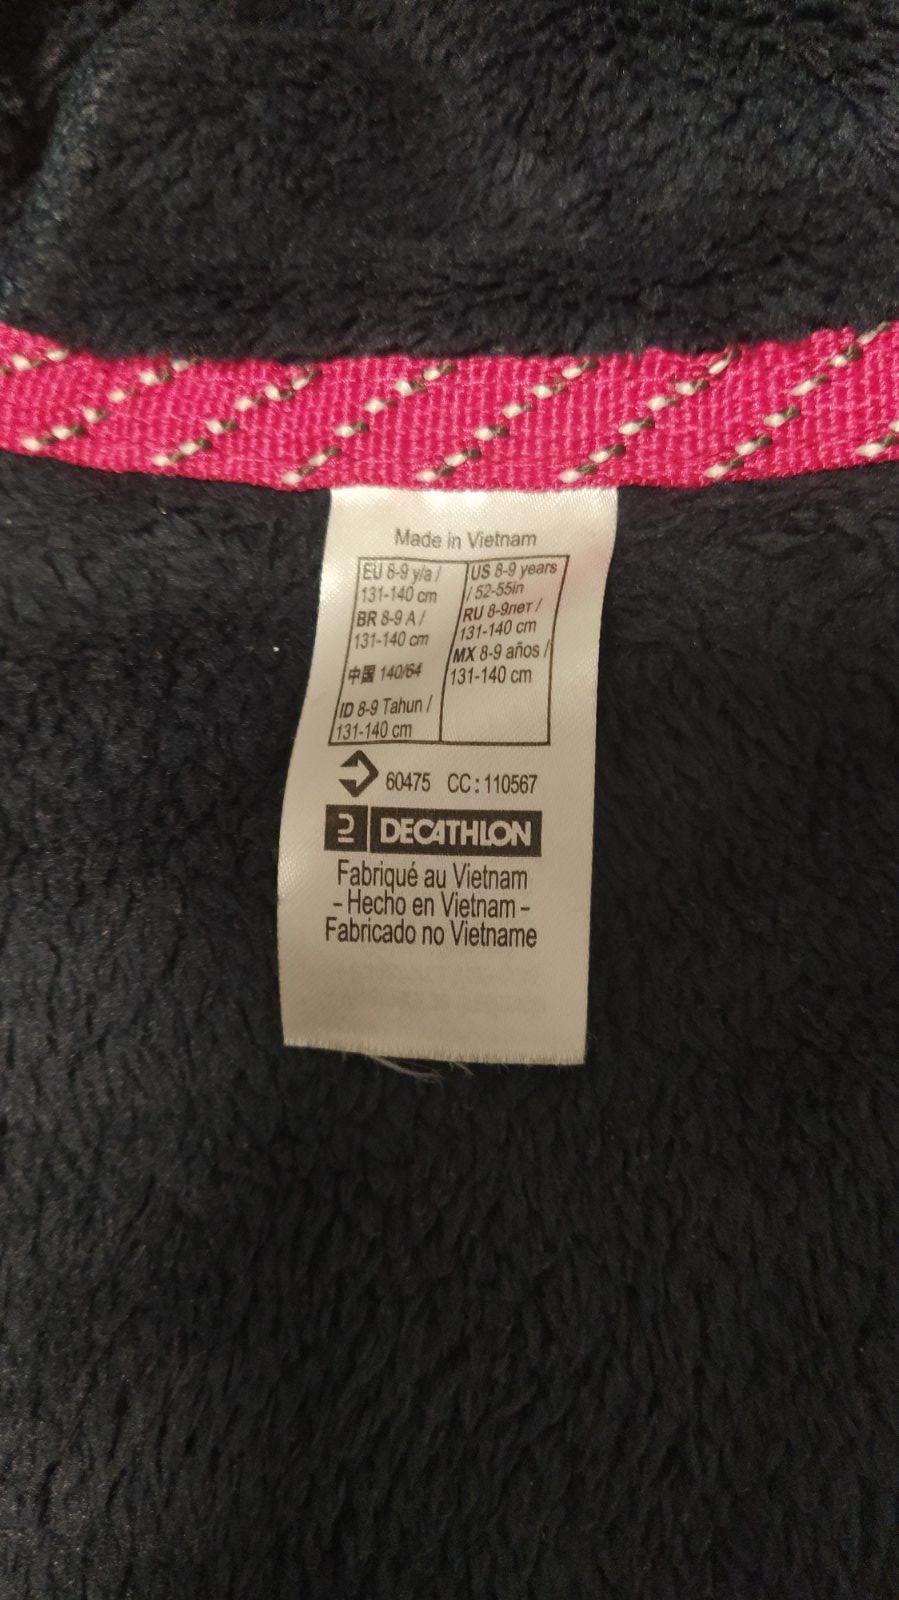 Made in Vietnam
EU 8-9 y/a /
131-140 cm
BR 8-9 A /
131-140 cm
中国 140/64
ID 8-9 Tahun /
131-140 cm
US 8-9 years
/ 52-55in
RU 8-9лет /
131-140 cm
MX 8-9 años /
131-140 cm
60475 CC : 110567
DECATHLON
Fabriqué au Vietnam
- Hecho en Vietnam -
Fabricado no Vietname